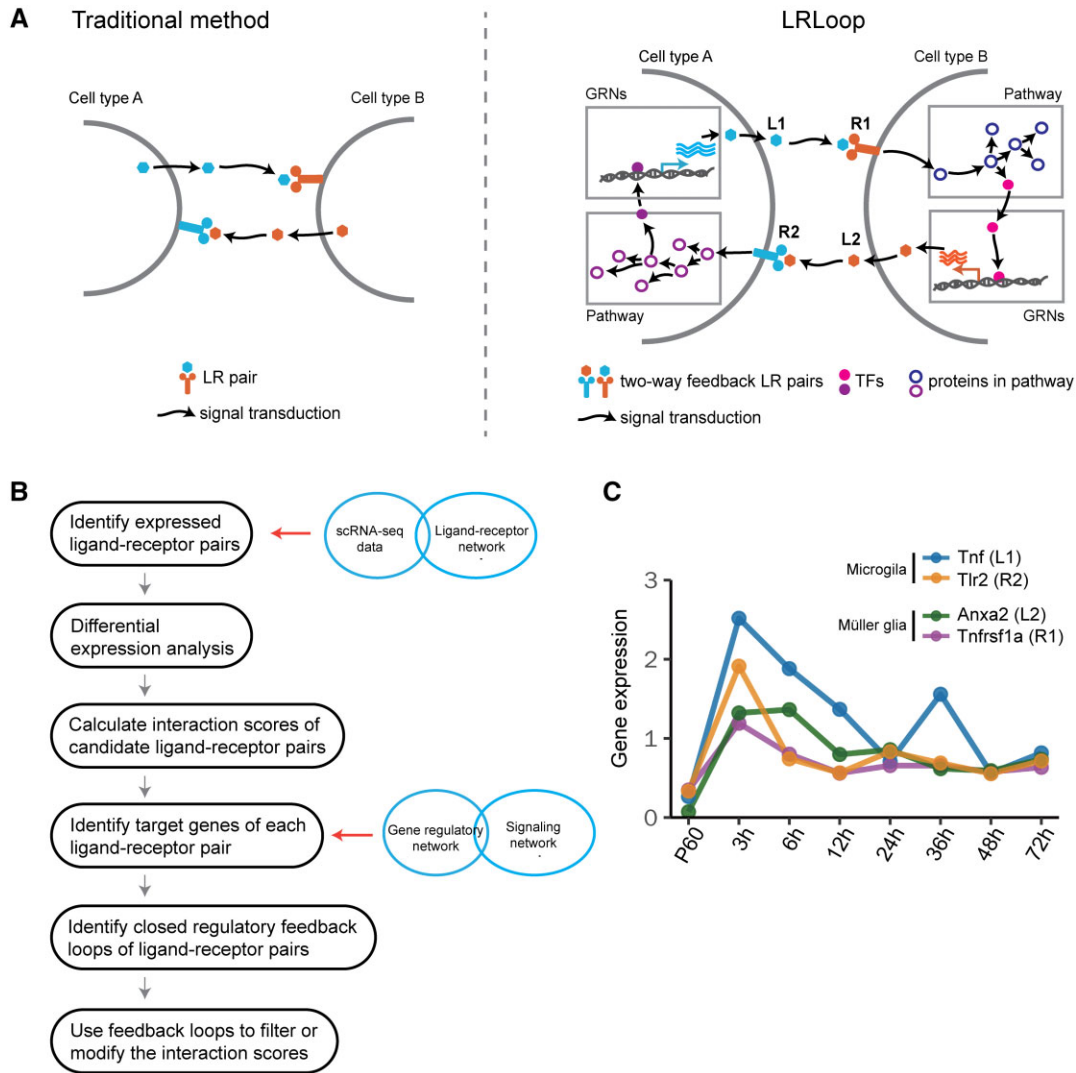 A
Traditional method
LRLoop
Cell type A
Cell type B
Cell type A
Cell type B
GRNs
Pathway
L1
R1
R2
L2
Pathway
GRNs
LR pair
signal transduction
two-way feedback LR pairs
TFs
proteins in pathway
signal transduction
B
Identify expressed
ligand-receptor pairs
scRNA-seq
data
Ligand-receptor
network
Differential
expression analysis
Calculate interaction scores of
candidate ligand-receptor pairs
Identify target genes of each
ligand-receptor pair
Gene regulatory
network
Signaling
network
Identify closed regulatory feedback
loops of ligand-receptor pairs
Use feedback loops to filter or
modify the interaction scores
C
Microgila
Tnf (L1)
Tlr2 (R2)
Müller glia
Anxa2 (L2)
Tnfrsf1a (R1)
Gene expression
3
2
1
0
P60
3h
6h
12h
24h
36h
48h
72h